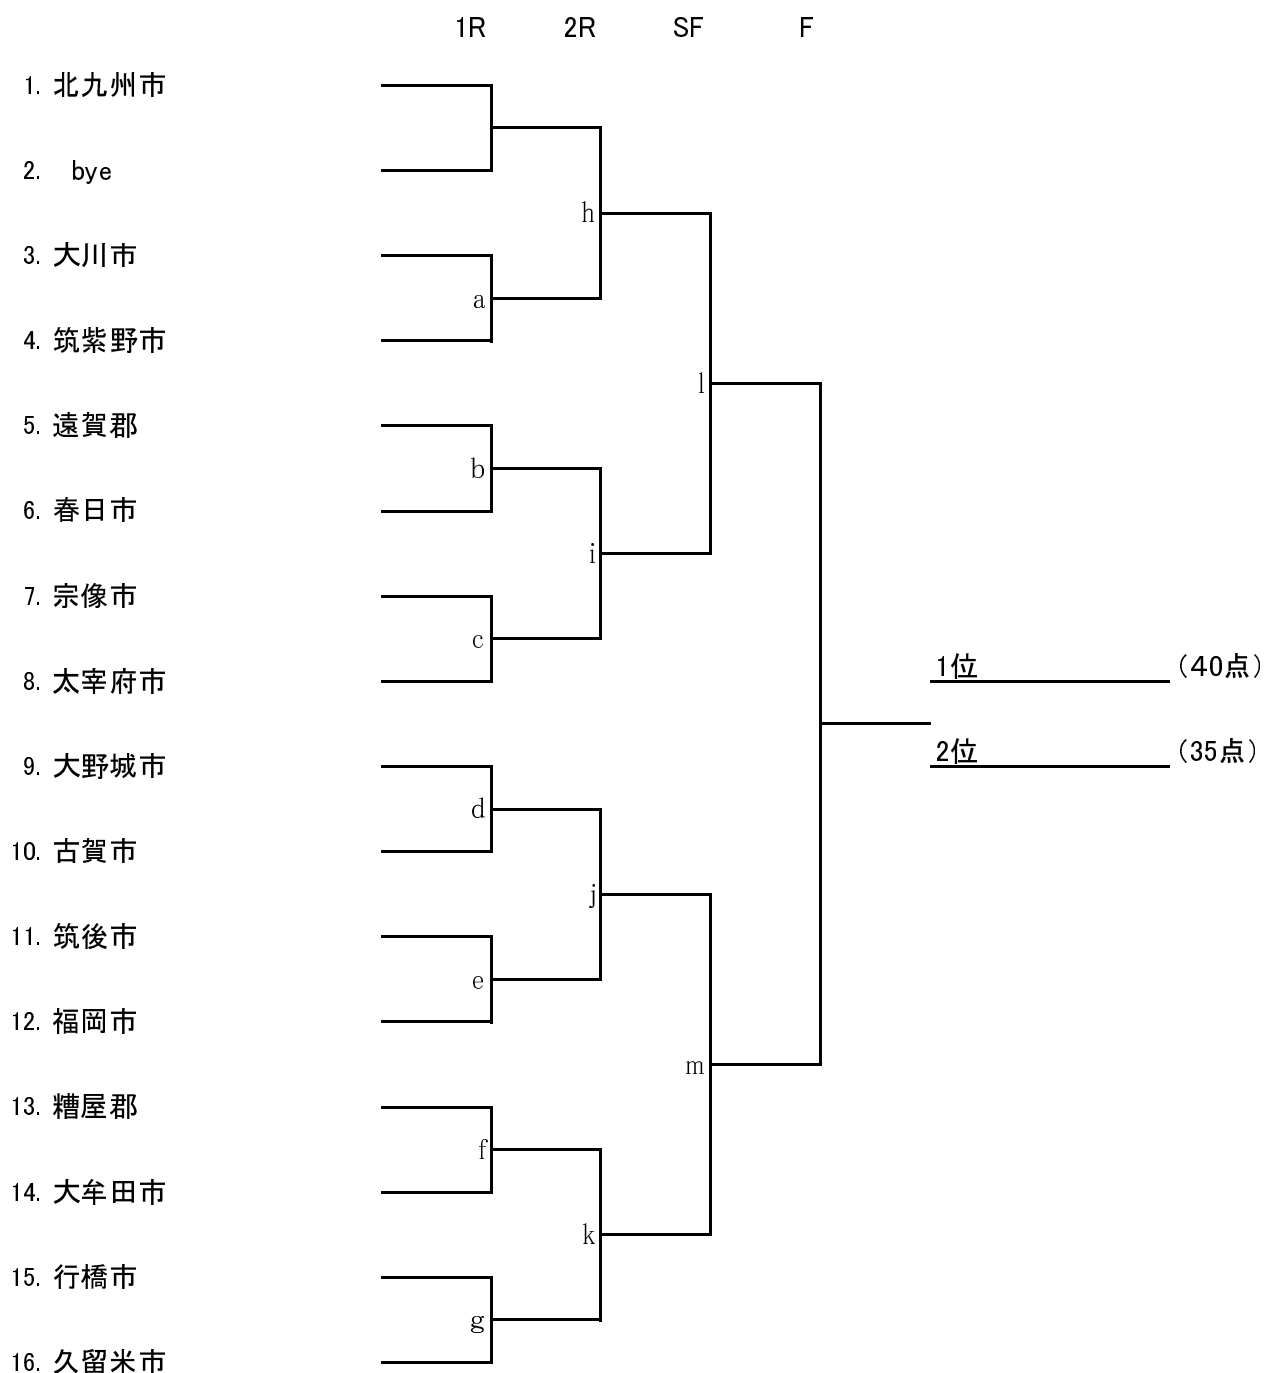 1R 2R SF F
1. 北九州市
2. bye
h
3. 大川市
a
4. 筑紫野市
l
5. 遠賀郡
b
6. 春日市
i
7. 宗像市
c
8. 太宰府市
1位 （40点）
9. 大野城市
2位 （35点）
d
10. 古賀市
j
11. 筑後市
e
12. 福岡市
m
13. 糟屋郡
f
14. 大牟田市
k
15. 行橋市
g
16. 久留米市